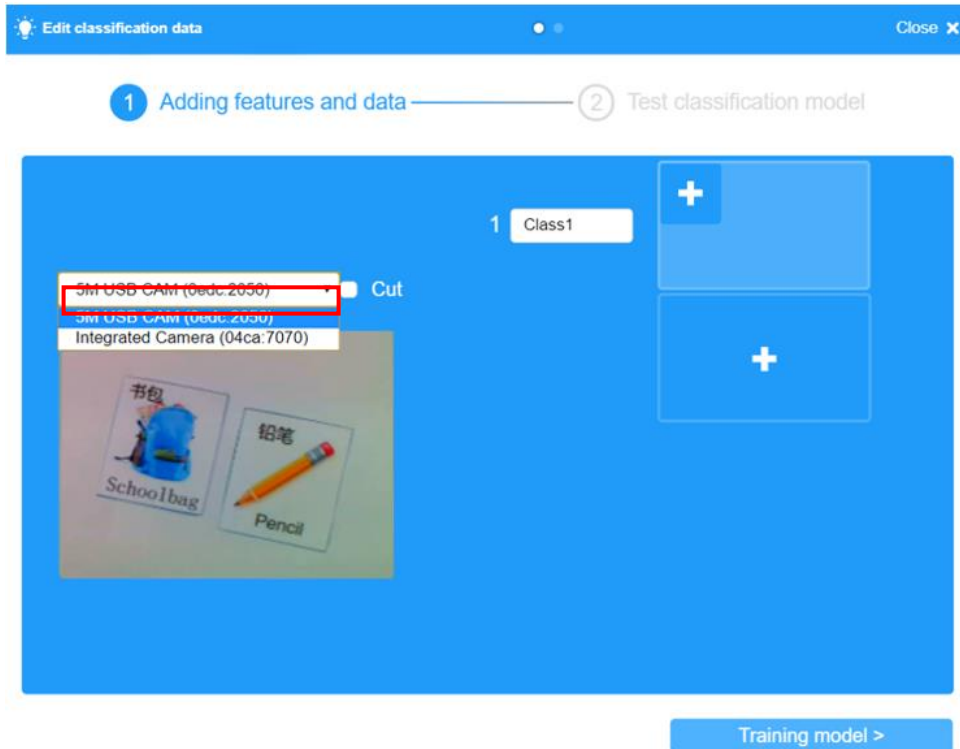 Edit classification data
Close ✕
1 Adding features and data
2 Test classification model
1 Class1
5M USB CAM (0edc:2050)
Cut
5M USB CAM (0edc:2050)
Integrated Camera (04ca:7070)
书包
Schoolbag
铅笔
Pencil
Training model >